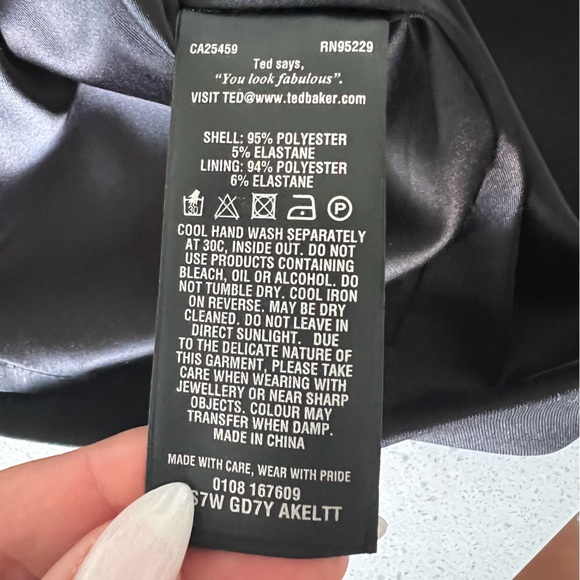 CA25459 RN95229
Ted says,
"You look fabulous".
VISIT TED@www.tedbaker.com
SHELL: 95% POLYESTER
5% ELASTANE
LINING: 94% POLYESTER
6% ELASTANE
30 P
COOL HAND WASH SEPARATELY
AT 30C, INSIDE OUT. DO NOT
USE PRODUCTS CONTAINING
BLEACH, OIL OR ALCOHOL. DO
NOT TUMBLE DRY. COOL IRON
ON REVERSE. MAY BE DRY
CLEANED. DO NOT LEAVE IN
DIRECT SUNLIGHT. DUE
TO THE DELICATE NATURE OF
THIS GARMENT, PLEASE TAKE
CARE WHEN WEARING WITH
JEWELLERY OR NEAR SHARP
OBJECTS. COLOUR MAY
TRANSFER WHEN DAMP.
MADE IN CHINA
MADE WITH CARE, WEAR WITH PRIDE
0108 167609
S7W GD7Y AKELTT